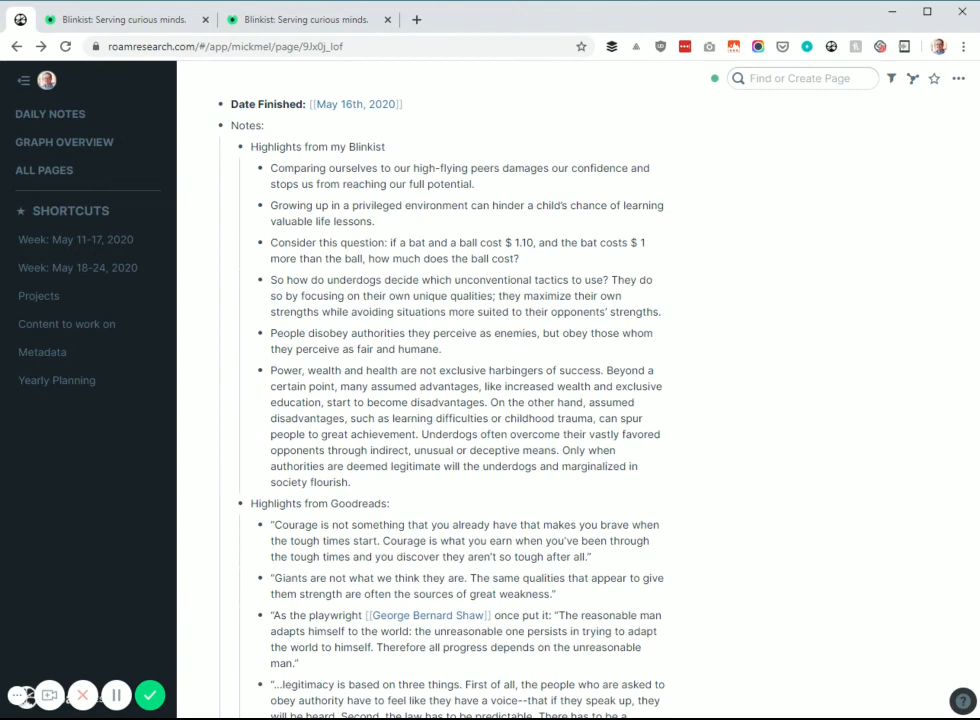 Blinkist: Serving curious minds.
Blinkist: Serving curious minds.
roamresearch.com/#/app/mickmel/page/9Jx0j_lof
Find or Create Page
DAILY NOTES
GRAPH OVERVIEW
ALL PAGES
★ SHORTCUTS
Week: May 11-17, 2020
Week: May 18-24, 2020
Projects
Content to work on
Metadata
Yearly Planning
Date Finished: [[May 16th, 2020]]
Notes:
Highlights from my Blinkist
Comparing ourselves to our high-flying peers damages our confidence and
stops us from reaching our full potential.
Growing up in a privileged environment can hinder a child's chance of learning
valuable life lessons.
Consider this question: if a bat and a ball cost $ 1.10, and the bat costs $ 1
more than the ball, how much does the ball cost?
So how do underdogs decide which unconventional tactics to use? They do
so by focusing on their own unique qualities; they maximize their own
strengths while avoiding situations more suited to their opponents' strengths.
People disobey authorities they perceive as enemies, but obey those whom
they perceive as fair and humane.
Power, wealth and health are not exclusive harbingers of success. Beyond a
certain point, many assumed advantages, like increased wealth and exclusive
education, start to become disadvantages. On the other hand, assumed
disadvantages, such as learning difficulties or childhood trauma, can spur
people to great achievement. Underdogs often overcome their vastly favored
opponents through indirect, unusual or deceptive means. Only when
authorities are deemed legitimate will the underdogs and marginalized in
society flourish.
Highlights from Goodreads:
“Courage is not something that you already have that makes you brave when
the tough times start. Courage is what you earn when you've been through
the tough times and you discover they aren't so tough after all.”
“Giants are not what we think they are. The same qualities that appear to give
them strength are often the sources of great weakness.”
“As the playwright [[George Bernard Shaw]] once put it: “The reasonable man
adapts himself to the world: the unreasonable one persists in trying to adapt
the world to himself. Therefore all progress depends on the unreasonable
man.”
“...legitimacy is based on three things. First of all, the people who are asked to
obey authority have to feel like they have a voice--that if they speak up, they
will be heard. Second, the law has to be predictable. There has to be a